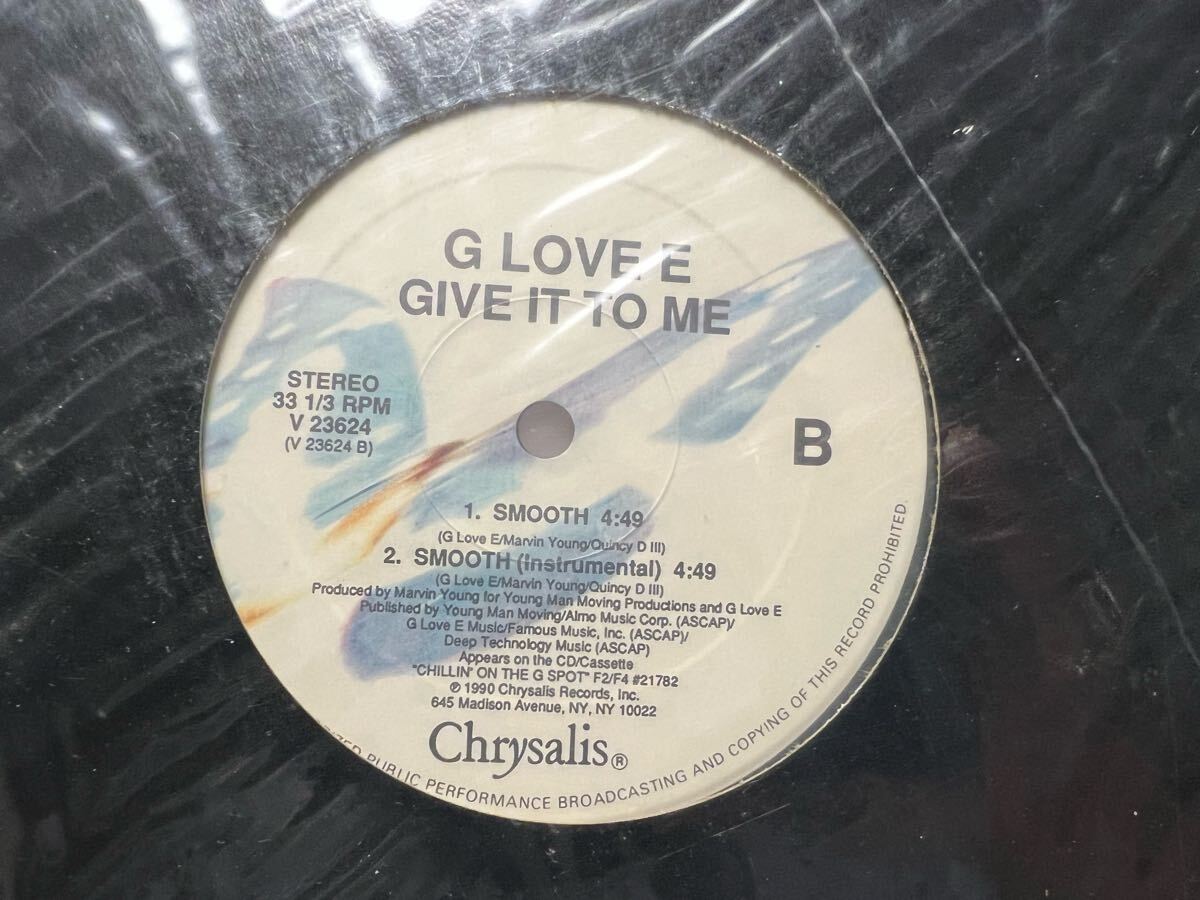 G LOVE E
GIVE IT TO ME
STEREO
33 1/3 RPM
V 23624
(V 23624 B)
B
1. SMOOTH 4:49
(G Love E/Marvin Young/Quincy D III)
2. SMOOTH (instrumental) 4:49
(G Love E/Marvin Young/Quincy D III)
Produced by Marvin Young for Young Man Moving Productions and G Love E
Published by Young Man Moving/Almo Music Corp. (ASCAP)/
G Love E Music/Famous Music, Inc. (ASCAP)/
Deep Technology Music (ASCAP)
Appears on the CD/Cassette
"CHILLIN' ON THE G SPOT" F2/F4 #21782
℗ 1990 Chrysalis Records, Inc.
645 Madison Avenue, NY, NY 10022
Chrysalis®
PUBLIC PERFORMANCE BROADCASTING AND COPYING OF THIS RECORD PROHIBITED.